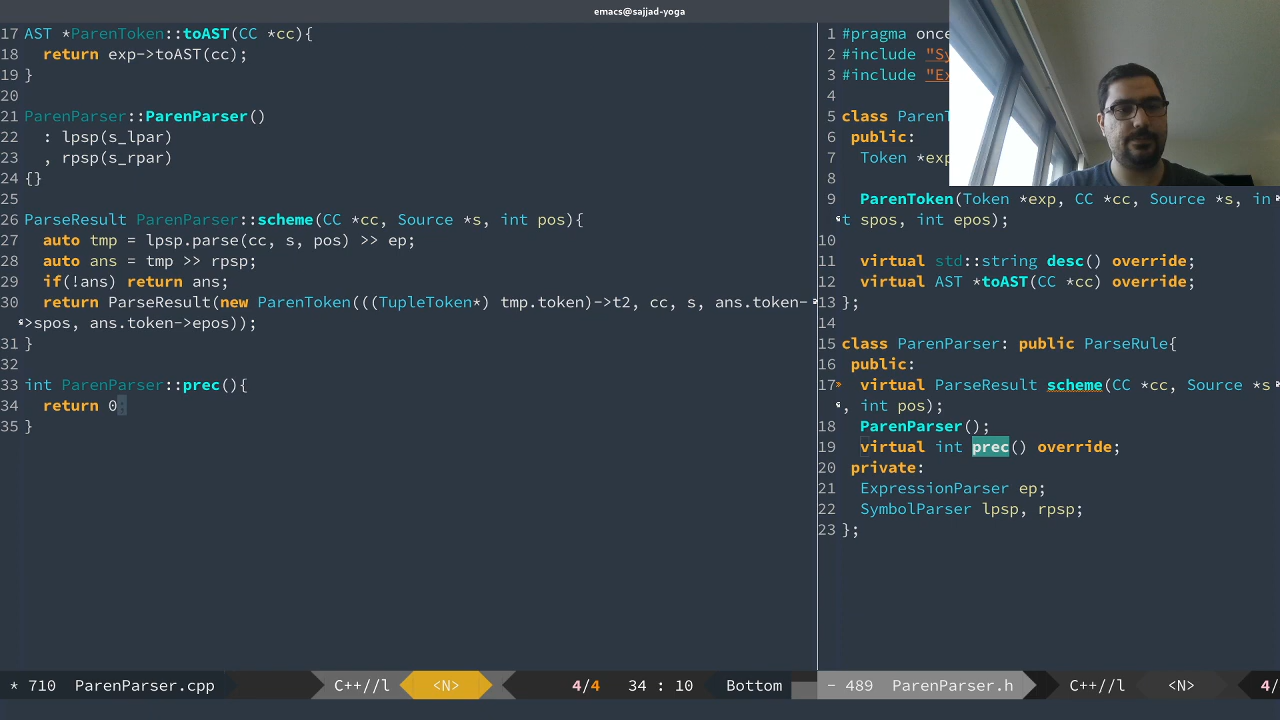 emacs@sajjad-yoga
17 AST *ParenToken::toAST(CC *cc){
18   return exp->toAST(cc);
19 }
20
21 ParenParser::ParenParser()
22   : lpsp(s_lpar)
23   , rpsp(s_rpar)
24 {}
25
26 ParseResult ParenParser::scheme(CC *cc, Source *s, int pos){
27   auto tmp = lpsp.parse(cc, s, pos) >> ep;
28   auto ans = tmp >> rpsp;
29   if(!ans) return ans;
30   return ParseResult(new ParenToken(((TupleToken*) tmp.token)->t2, cc, s, ans.token-
>spos, ans.token->epos));
31 }
32
33 int ParenParser::prec(){
34   return 0;
35 }
* 710 ParenParser.cpp C++//l <N> 4/4 34 : 10 Bottom
1 #pragma once
2 #include "Sy
3 #include "Ex
4
5 class ParenT
6  public:
7   Token *exp
8
9   ParenToken(Token *exp, CC *cc, Source *s, in
t spos, int epos);
10
11   virtual std::string desc() override;
12   virtual AST *toAST(CC *cc) override;
13 };
14
15 class ParenParser: public ParseRule{
16  public:
17   virtual ParseResult scheme(CC *cc, Source *s
, int pos);
18   ParenParser();
19   virtual int prec() override;
20  private:
21   ExpressionParser ep;
22   SymbolParser lpsp, rpsp;
23 };
- 489 ParenParser.h C++//l <N> 4/